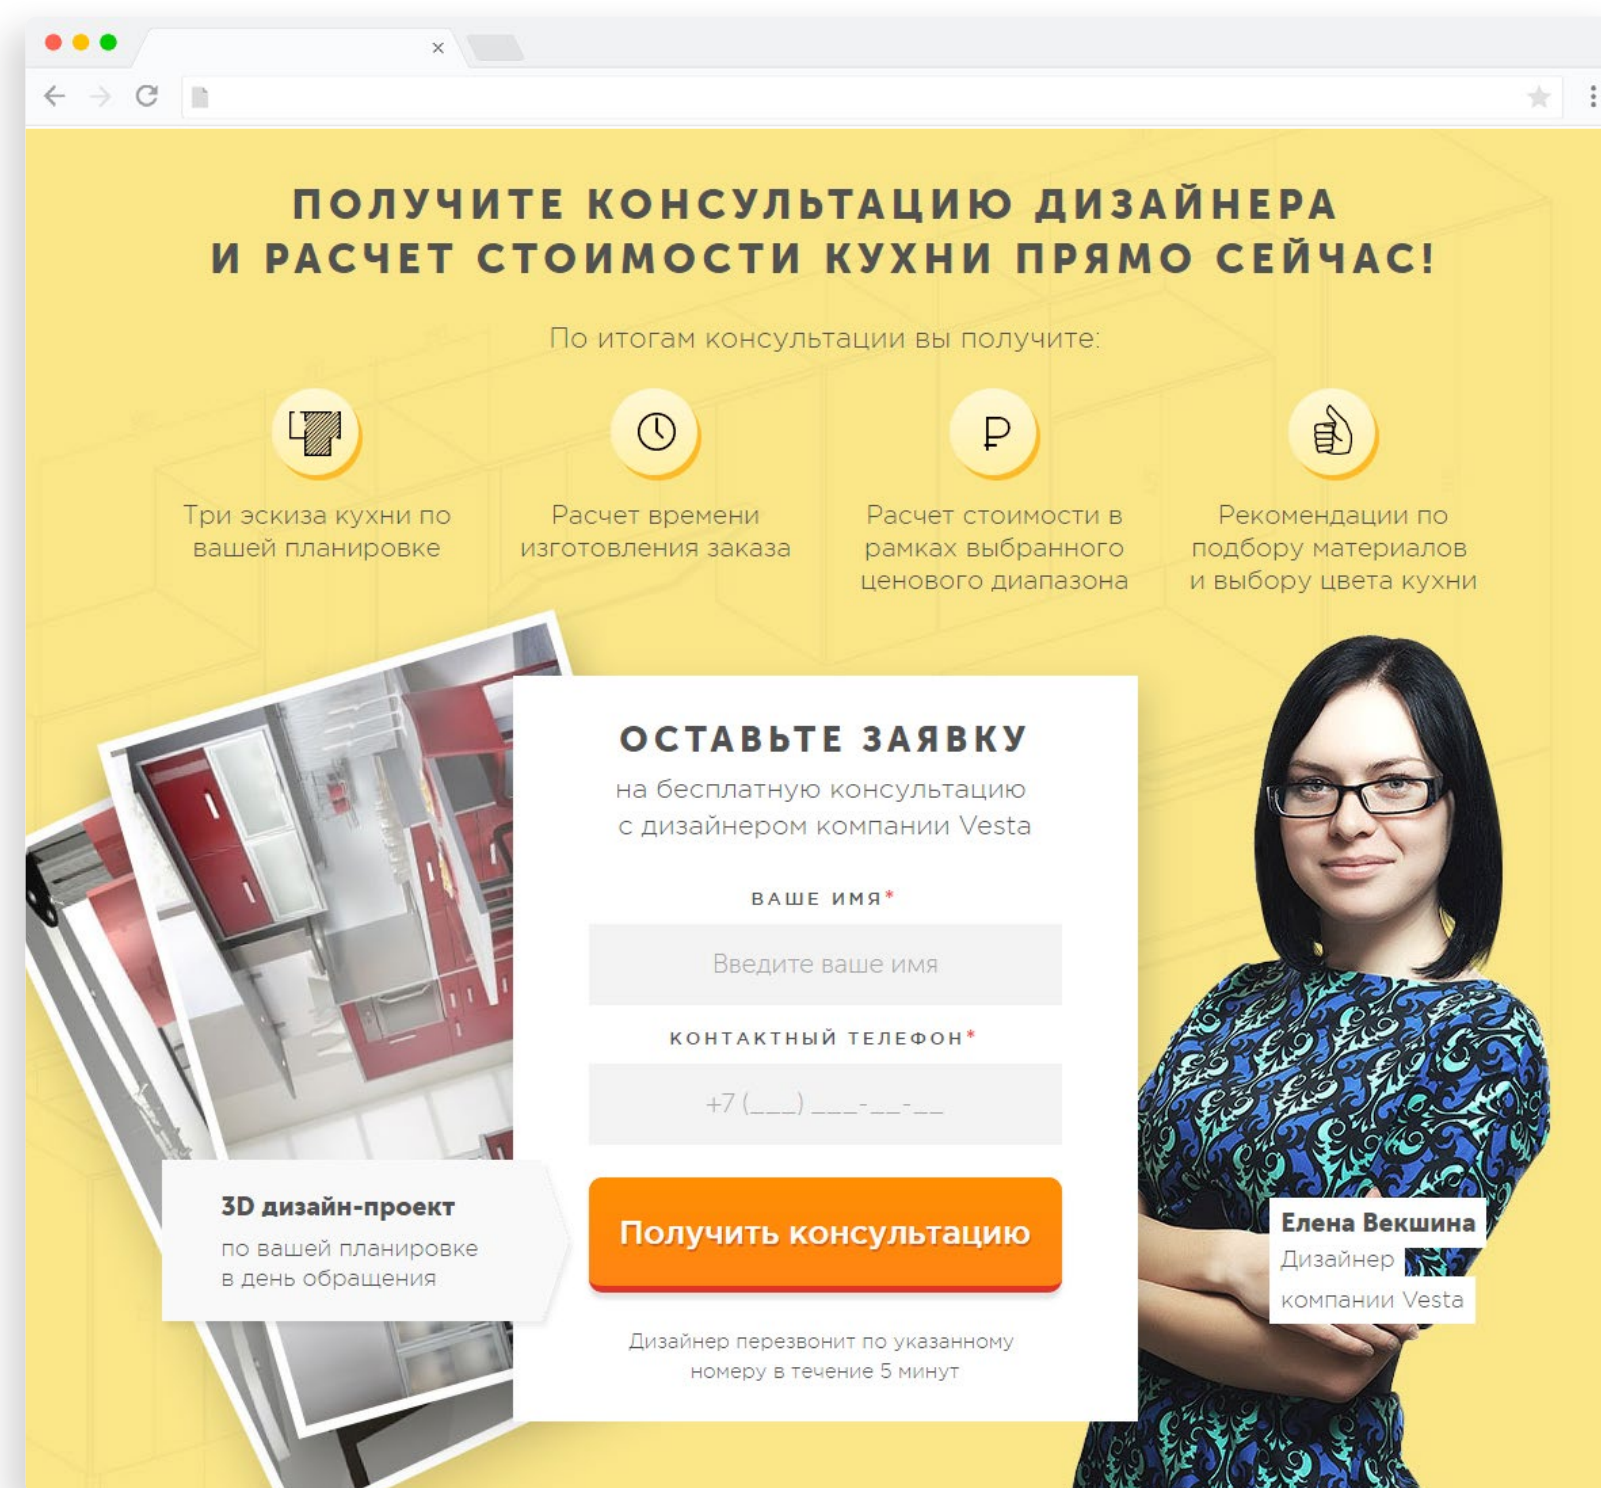 ПОЛУЧИТЕ КОНСУЛЬТАЦИЮ ДИЗАЙНЕРА
И РАСЧЕТ СТОИМОСТИ КУХНИ ПРЯМО СЕЙЧАС!
По итогам консультации вы получите:
Три эскиза кухни по
вашей планировке
Расчет времени
изготовления заказа
Расчет стоимости в
рамках выбранного
ценового диапазона
Рекомендации по
подбору материалов
и выбору цвета кухни
ОСТАВЬТЕ ЗАЯВКУ
на бесплатную консультацию
с дизайнером компании Vesta
ВАШЕ ИМЯ*
Введите ваше имя
КОНТАКТНЫЙ ТЕЛЕФОН*
+7 (___) ___-__-__
Получить консультацию
Дизайнер перезвонит по указанному
номеру в течение 5 минут
3D дизайн-проект
по вашей планировке
в день обращения
Елена Векшина
Дизайнер
компании Vesta